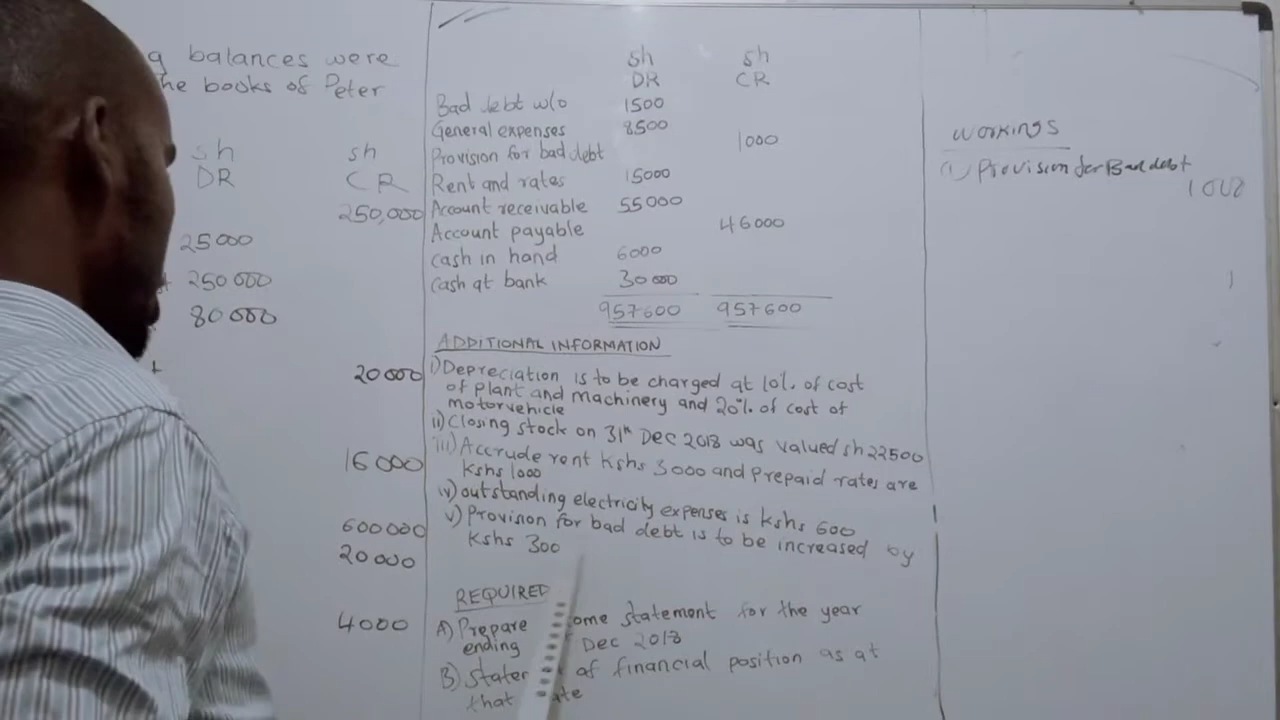 g balances were
he books of Peter
sh sh
DR CR
250,000
25000
250000
80000
20000
16000
600000
20000
4000
sh sh
DR CR
Bad debt w/o 1500
General expenses 8500
Provision for bad debt 1000
Rent and rates 15000
Account receivable 55000
Account payable 46000
Cash in hand 6000
Cash at bank 30000
957600 957600
ADDITIONAL INFORMATION
i) Depreciation is to be charged at 10% of cost
of plant and machinery and 20% of cost of
motorvehicle
ii) Closing stock on 31st Dec 2018 was valued sh 22500
iii) Accrude rent Kshs 3000 and prepaid rates are
Kshs 1000
iv) outstanding electricity expenses is Kshs 600
v) Provision for bad debt is to be increased by
Kshs 300
REQUIRED
A) Prepare ome statement for the year
ending Dec 2018
B) State of financial position as at
that ate
Workings
(i) Provision for Bad debt